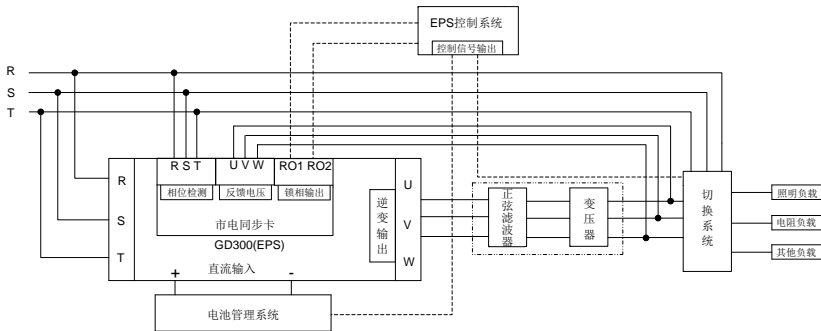 EPS控制系统
控制信号输出
R
S
T
R S T
U V W
RO1 RO2
相位检测
反馈电压
锁相输出
市电同步卡
GD300(EPS)
R
S
T
逆变输出
U
V
W
正弦滤波器
变压器
切换系统
照明负载
电阻负载
其他负载
+
直流输入
-
电池管理系统